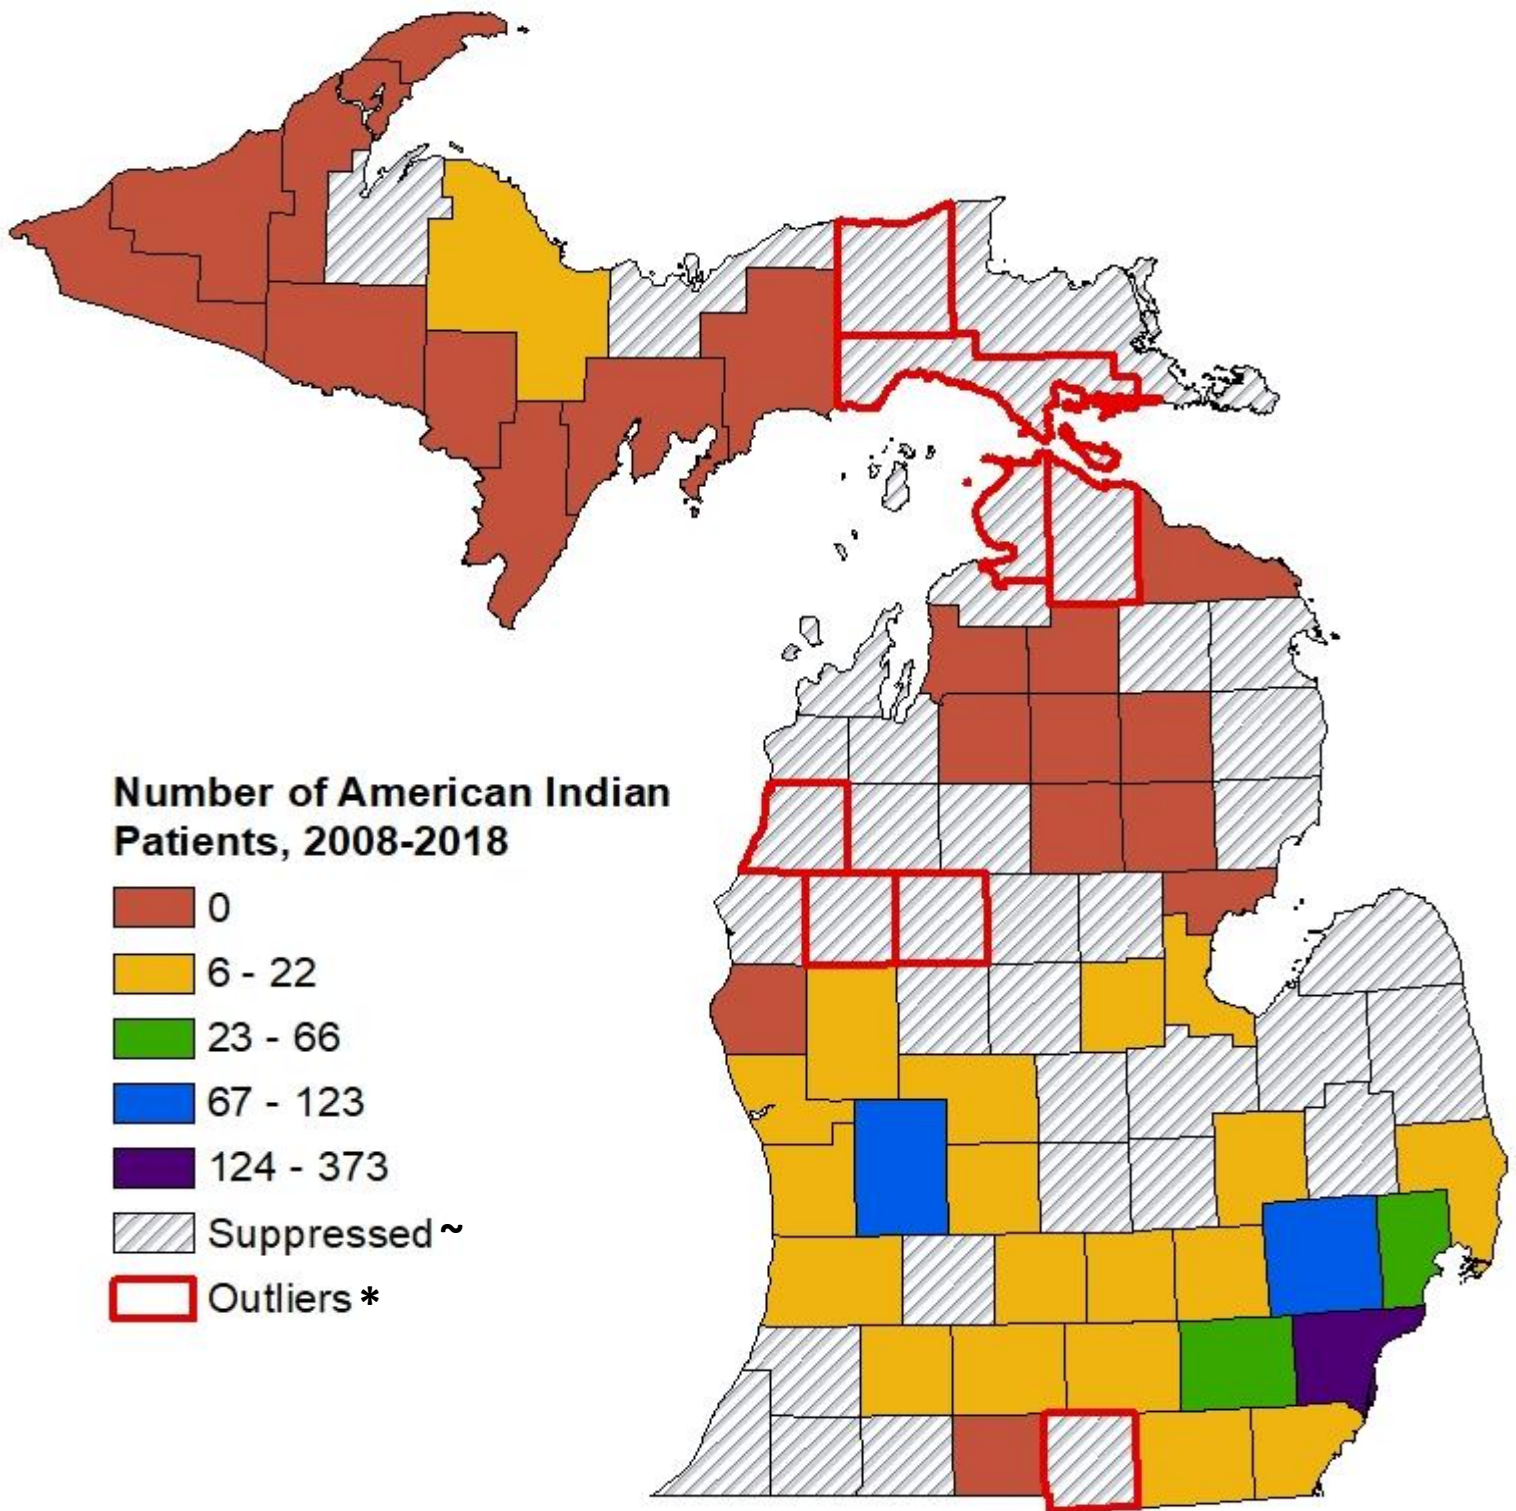 Number of American Indian
Patients, 2008-2018
0
6 - 22
23 - 66
67 - 123
124 - 373
Suppressed ~
Outliers *